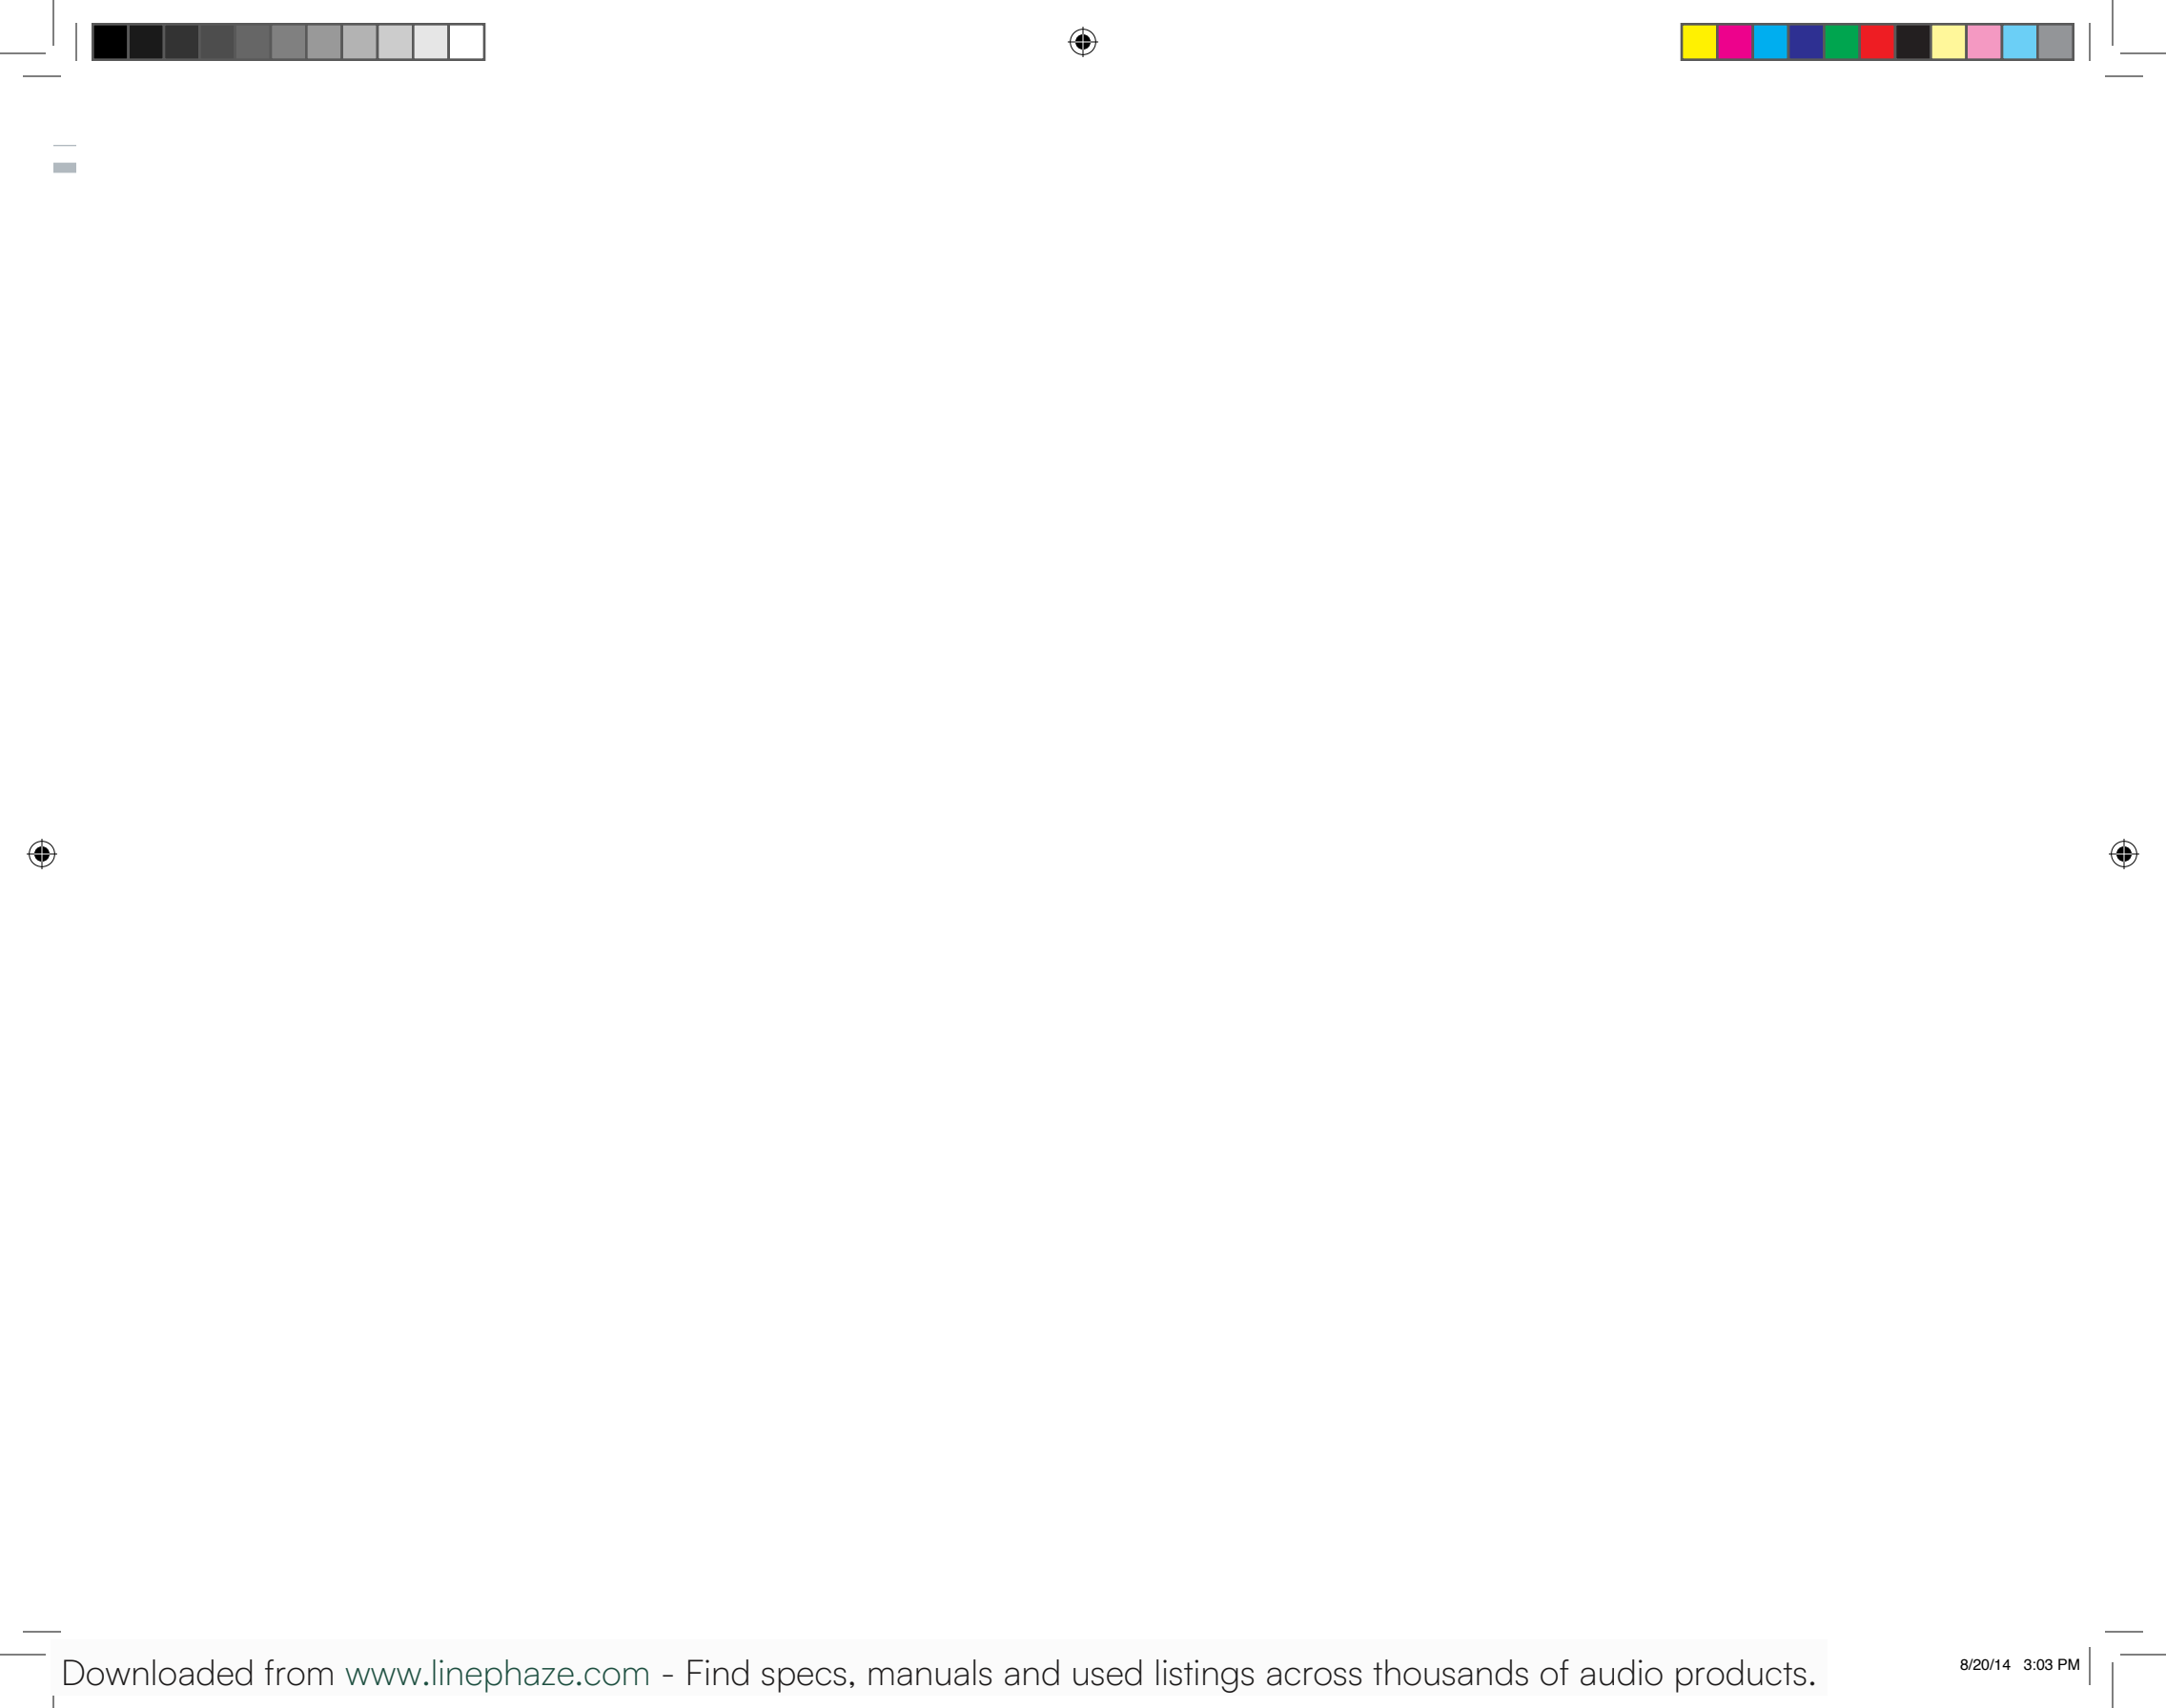 Downloaded from www.linephaze.com - Find specs, manuals and used listings across thousands of audio products.
8/20/14 3:03 PM